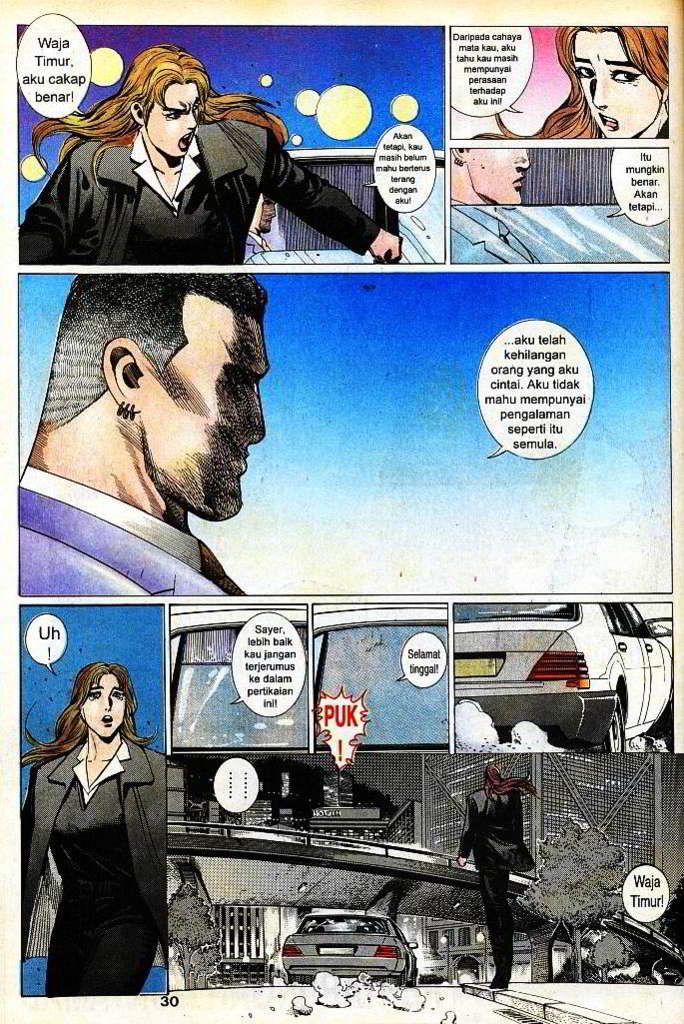 Waja
Timur,
aku cakap
benar!
Akan
tetapi, kau
masih belum
mahu berterus
terang
dengan
aku!
Daripada cahaya
mata kau, aku
tahu kau masih
mempunyai
perasaan
terhadap
aku ini!
Itu
mungkin
benar.
Akan
tetapi...
...aku telah
kehilangan
orang yang aku
cintai. Aku tidak
mahu mempunyai
pengalaman
seperti itu
semula.
Uh
!
Sayer,
lebih baik
kau jangan
terjerumus
ke dalam
pertikaian
ini!
Selamat
tinggal!
PUK
!
Waja
Timur!
30